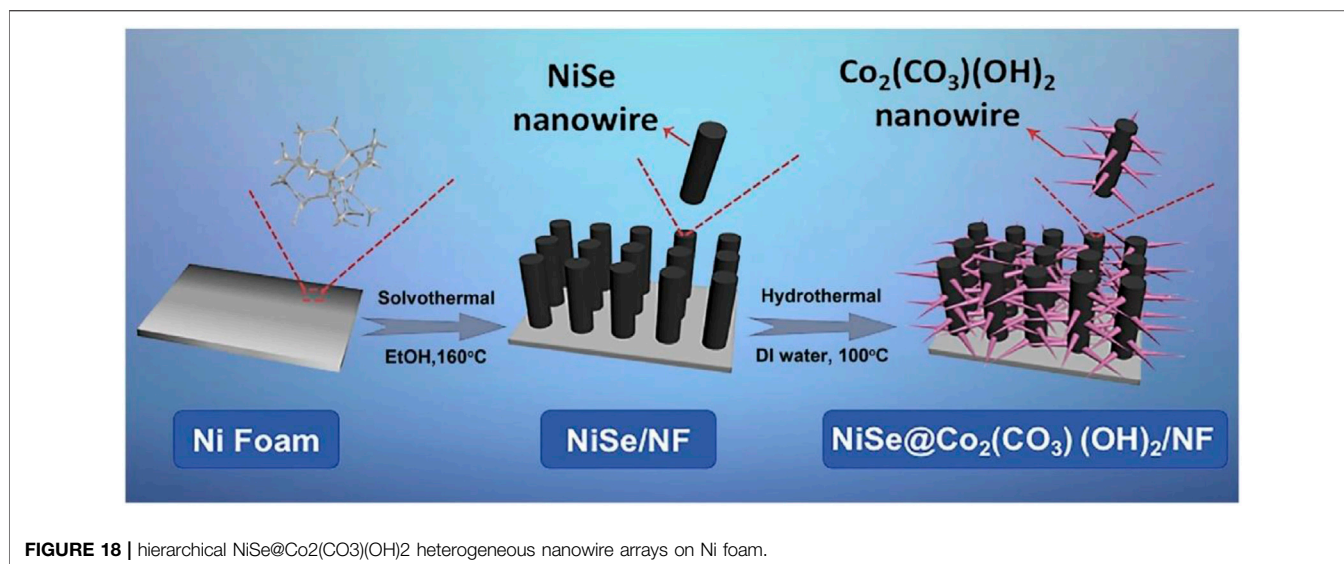 NiSe
nanowire
Co₂(CO₃)(OH)₂
nanowire
Solvothermal
EtOH,160°C
Hydrothermal
DI water, 100°C
Ni Foam
NiSe/NF
NiSe@Co₂(CO₃) (OH)₂/NF
FIGURE 18 | hierarchical NiSe@Co2(CO3)(OH)2 heterogeneous nanowire arrays on Ni foam.